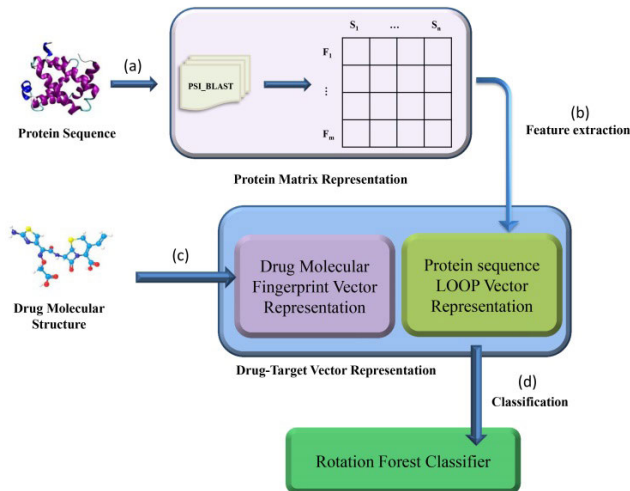 S1 … Sn
(a)
F1
PSI_BLAST
⋮
Fm
Protein Sequence
Protein Matrix Representation
(b)
Feature extraction
(c)
Drug Molecular
Fingerprint Vector
Representation
Protein sequence
LOOP Vector
Representation
Drug Molecular
Structure
Drug-Target Vector Representation
(d)
Classification
Rotation Forest Classifier